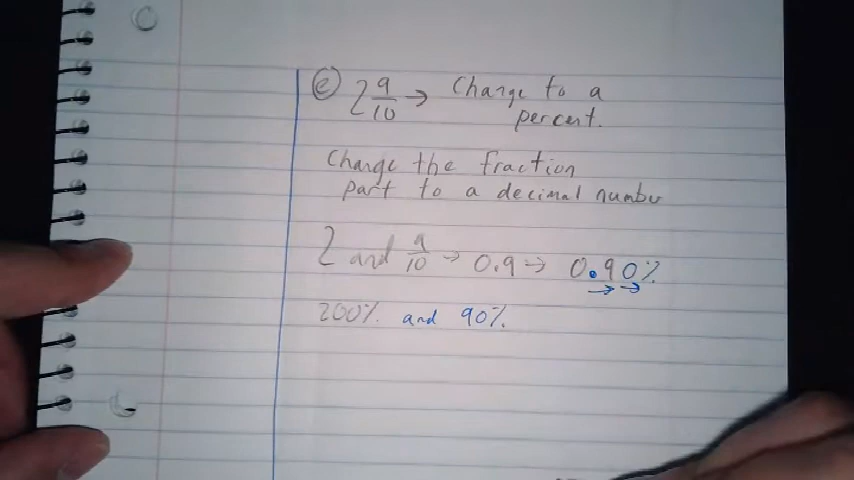 (e) 2 9/10 → Change to a
percent.
Change the fraction
part to a decimal number
2 and 9/10 → 0.9 → 0.90%
200% and 90%